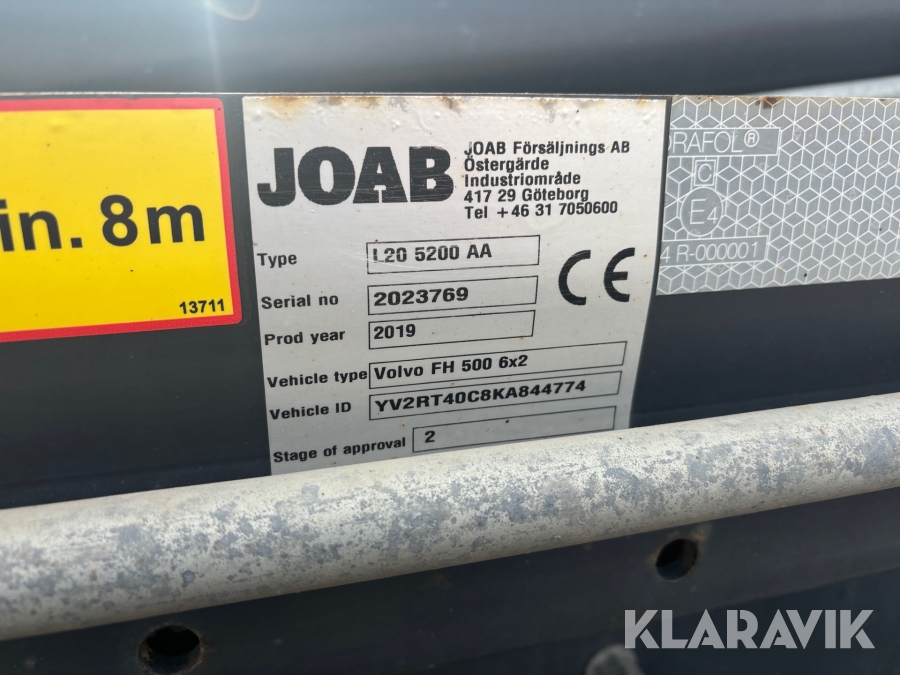 in. 8m
13711
JOAB
JOAB Försäljnings AB
Östergärde
Industriområde
417 29 Göteborg
Tel +46 31 7050600
Type L20 5200 AA
CE
Serial no 2023769
Prod year 2019
Vehicle type Volvo FH 500 6x2
Vehicle ID YV2RT40C8KA844774
Stage of approval 2
ORAFOL®
C
E4
R-000001
KLARAVIK